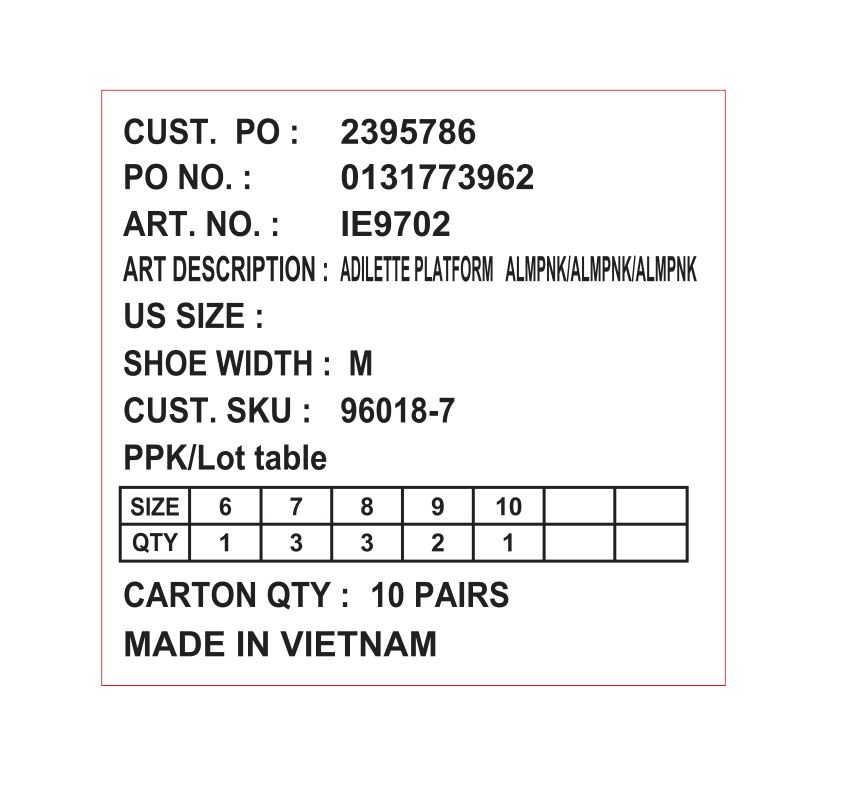 CUST. PO : 2395786
PO NO. : 0131773962
ART. NO. : IE9702
ART DESCRIPTION : ADILETTE PLATFORM ALMPNK/ALMPNK/ALMPNK
US SIZE :
SHOE WIDTH : M
CUST. SKU : 96018-7
PPK/Lot table
SIZE 6 7 8 9 10
QTY 1 3 3 2 1
CARTON QTY : 10 PAIRS
MADE IN VIETNAM